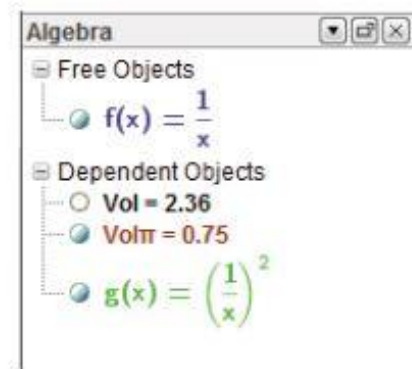 Algebra
Free Objects
f(x) = 1/x
Dependent Objects
Vol = 2.36
Volπ = 0.75
g(x) = (1/x)²